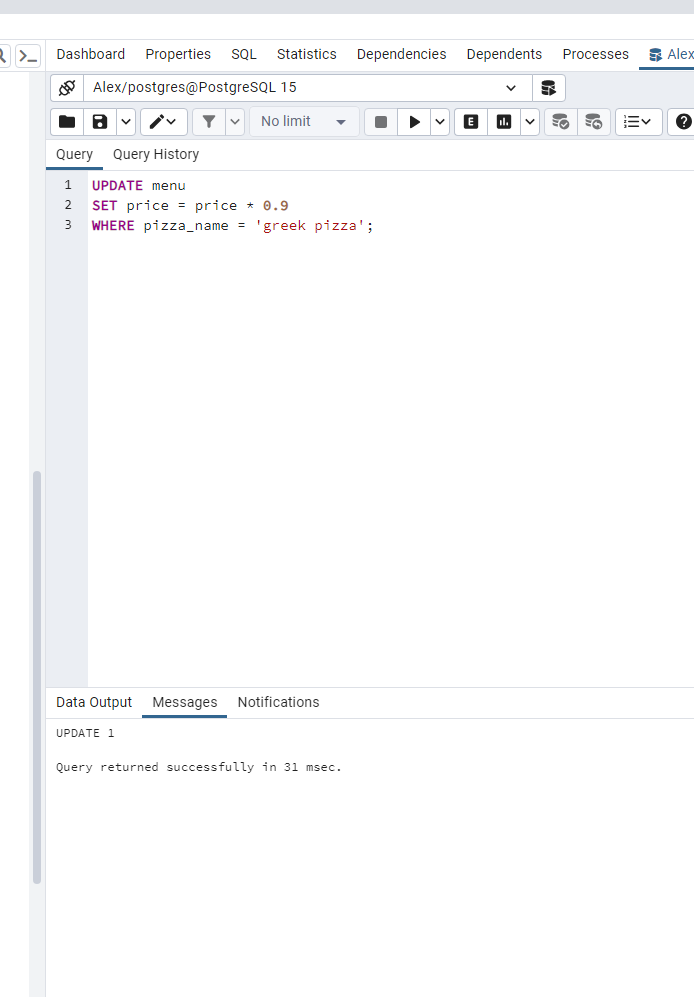 Dashboard Properties SQL Statistics Dependencies Dependents Processes Alex
Alex/postgres@PostgreSQL 15
No limit
Query Query History
1 UPDATE menu
2 SET price = price * 0.9
3 WHERE pizza_name = 'greek pizza';
Data Output Messages Notifications
UPDATE 1
Query returned successfully in 31 msec.